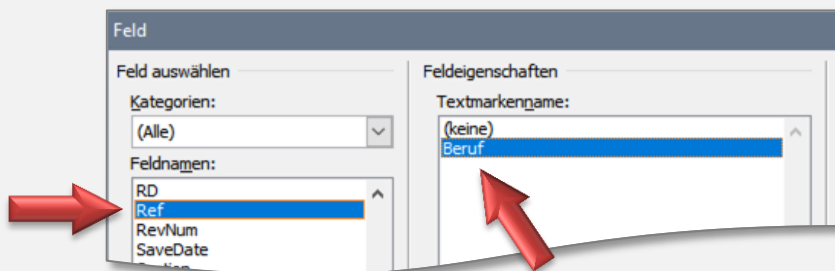 Feld
Feld auswählen
Kategorien:
(Alle)
Feldnamen:
RD
Ref
RevNum
SaveDate
Feldeigenschaften
Textmarkenname:
(keine)
Beruf